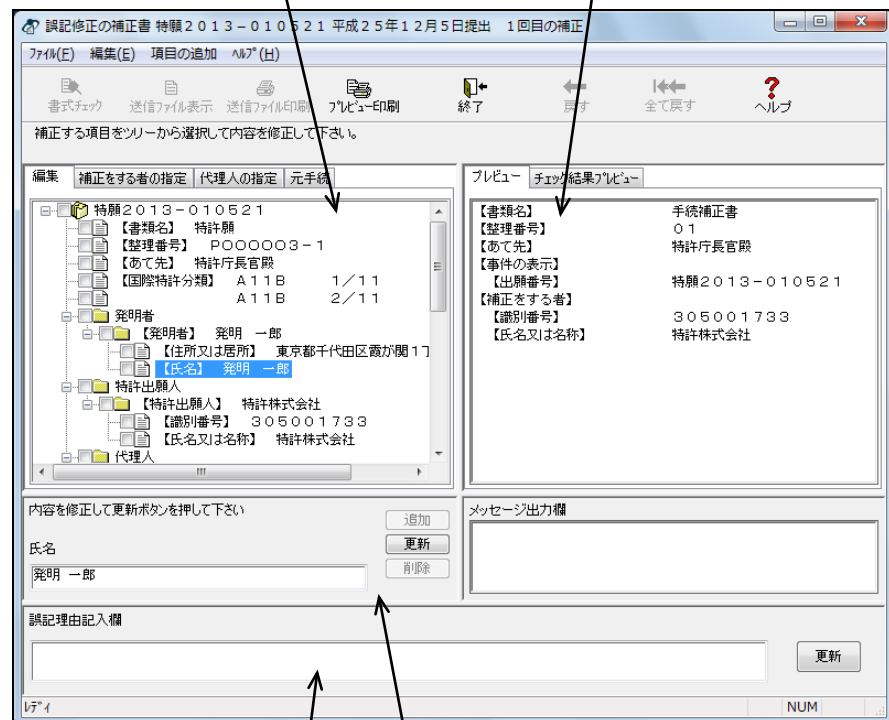 誤記修正の補正書 特願2013-010521 平成25年12月5日提出 1回目の補正
ファイル(F) 編集(E) 項目の追加 ヘルプ(H)
書式チェック 送信ファイル表示 送信ファイル印刷 プレビュー印刷 終了 戻す 全て戻す ヘルプ
補正する項目をツリーから選択して内容を修正して下さい。
編集 補正をする者の指定 代理人の指定 元手続
特願2013-010521
【書類名】 特許願
【整理番号】 P000003-1
【あて先】 特許庁長官殿
【国際特許分類】 A11B 1/11
A11B 2/11
発明者
【発明者】 発明 一郎
【住所又は居所】 東京都千代田区霞が関1丁
【氏名】 発明 一郎
特許出願人
【特許出願人】 特許株式会社
【識別番号】 305001733
【氏名又は名称】 特許株式会社
代理人
プレビュー チェック結果プレビュー
【書類名】 手続補正書
【整理番号】 01
【あて先】 特許庁長官殿
【事件の表示】
【出願番号】 特願2013-010521
【補正をする者】
【識別番号】 305001733
【氏名又は名称】 特許株式会社
内容を修正して更新ボタンを押して下さい
追加
氏名
更新
発明 一郎
削除
メッセージ出力欄
誤記理由記入欄
更新
レディ NUM